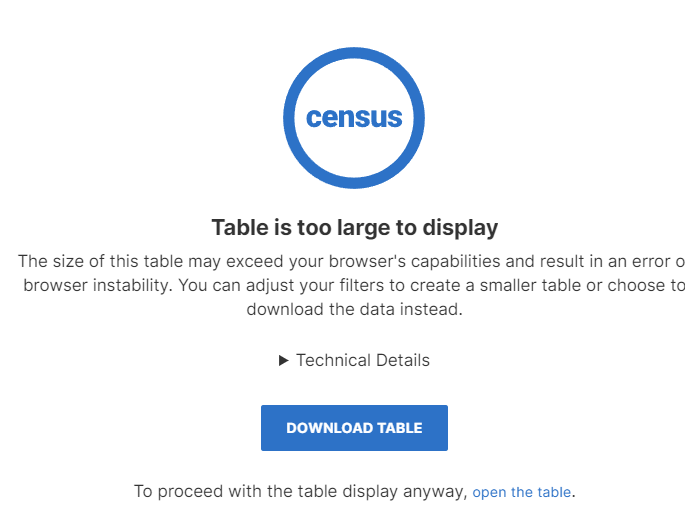 census
Table is too large to display
The size of this table may exceed your browser's capabilities and result in an error o
browser instability. You can adjust your filters to create a smaller table or choose to
download the data instead.
Technical Details
DOWNLOAD TABLE
To proceed with the table display anyway, open the table.